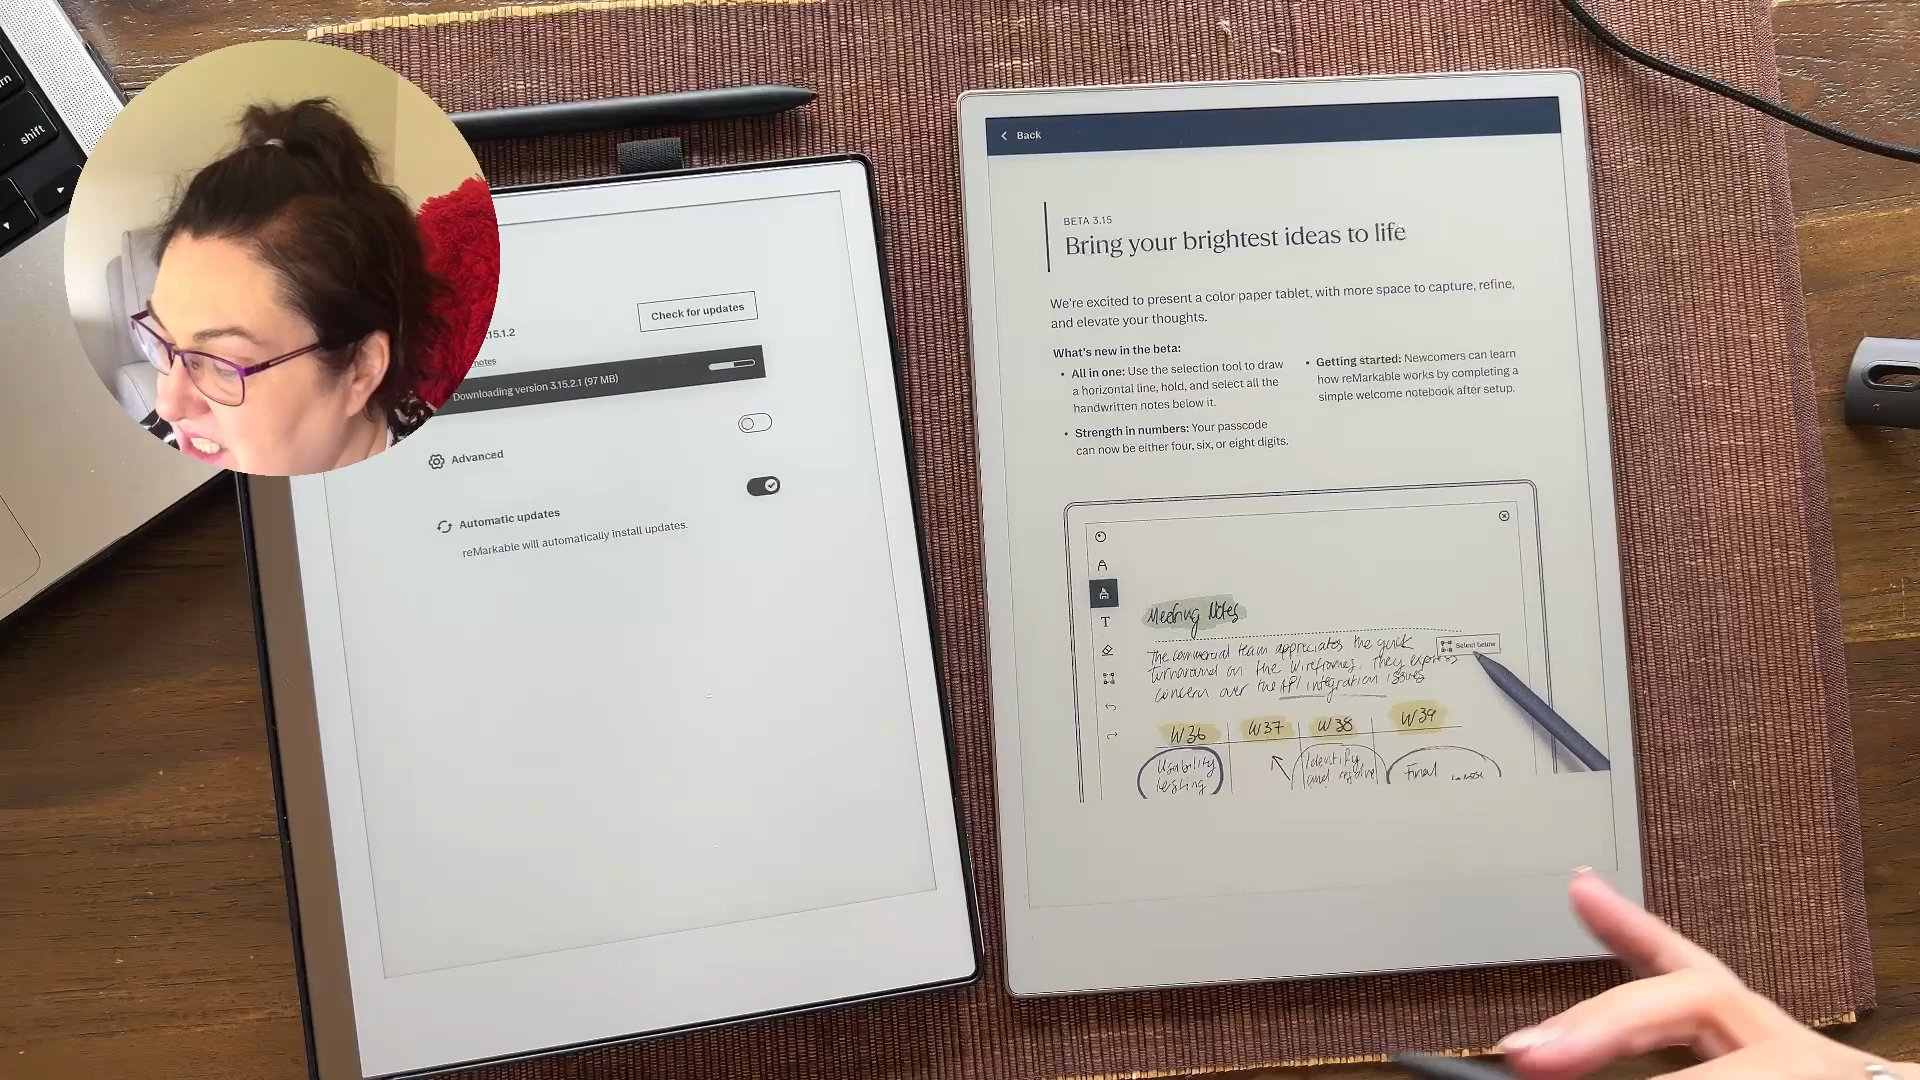 shift
.15.1.2
notes
Check for updates
Downloading version 3.15.2.1 (97 MB)
Advanced
Automatic updates
reMarkable will automatically install updates.
Back
BETA 3.15
Bring your brightest ideas to life
We're excited to present a color paper tablet, with more space to capture, refine,
and elevate your thoughts.
What's new in the beta:
• All in one: Use the selection tool to draw
a horizontal line, hold, and select all the
handwritten notes below it.
• Strength in numbers: Your passcode
can now be either four, six, or eight digits.
• Getting started: Newcomers can learn
how reMarkable works by completing a
simple welcome notebook after setup.
T
Meeting Notes
Select below
The commercial team appreciates the quick
turnaround on the wireframes. They express
concern over the API integration issues
W36 W37 W38 W39
Usability
testing
Identify
and resolve
Final